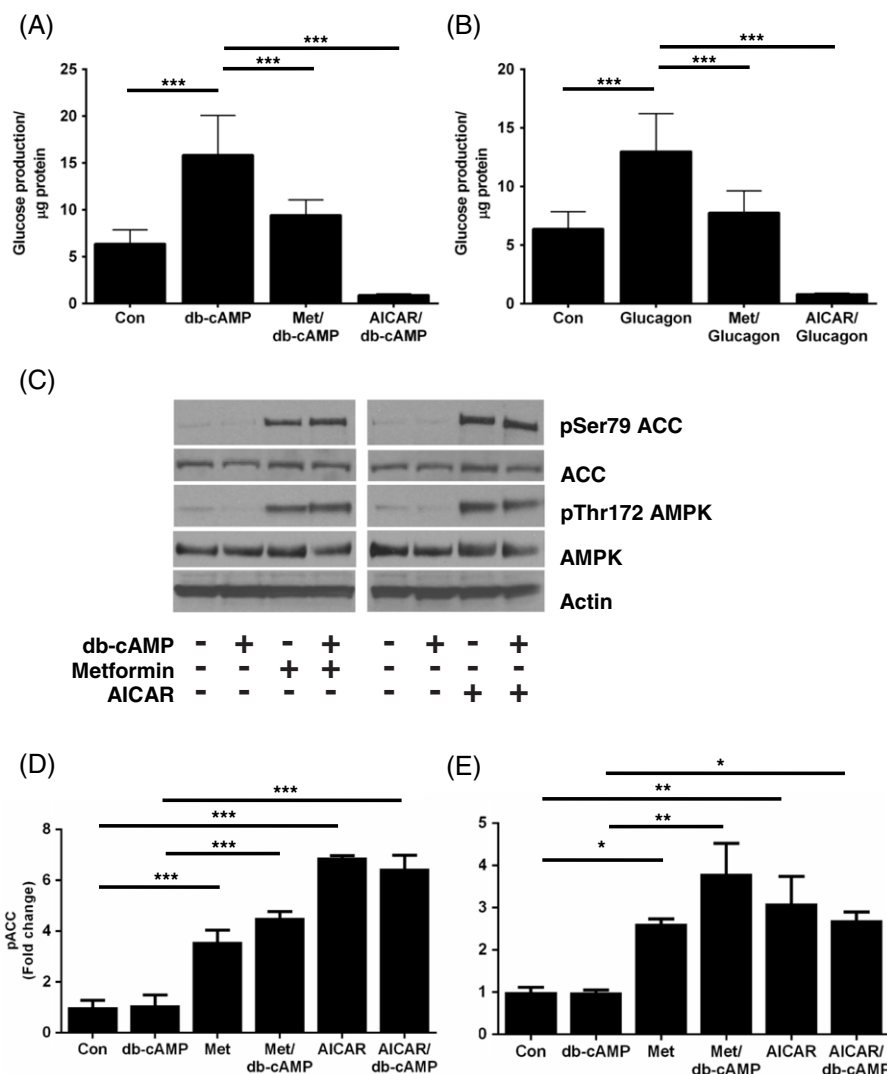 (A)
***
***
***
Glucose production/
μg protein
25
20
15
10
5
0
Con
db-cAMP
Met/
db-cAMP
AICAR/
db-cAMP
(B)
***
***
***
Glucose production/
μg protein
20
15
10
5
0
Con
Glucagon
Met/
Glucagon
AICAR/
Glucagon
(C)
pSer79 ACC
ACC
pThr172 AMPK
AMPK
Actin
db-cAMP - + - + - + - +
Metformin - - + + - - - -
AICAR - - - - - - + +
(D)
***
***
***
***
pACC
(Fold change)
8
6
4
2
0
Con
db-cAMP
Met
Met/
db-cAMP
AICAR
AICAR/
db-cAMP
(E)
*
**
**
*
5
4
3
2
1
0
Con
db-cAMP
Met
Met/
db-cAMP
AICAR
AICAR/
db-cAMP